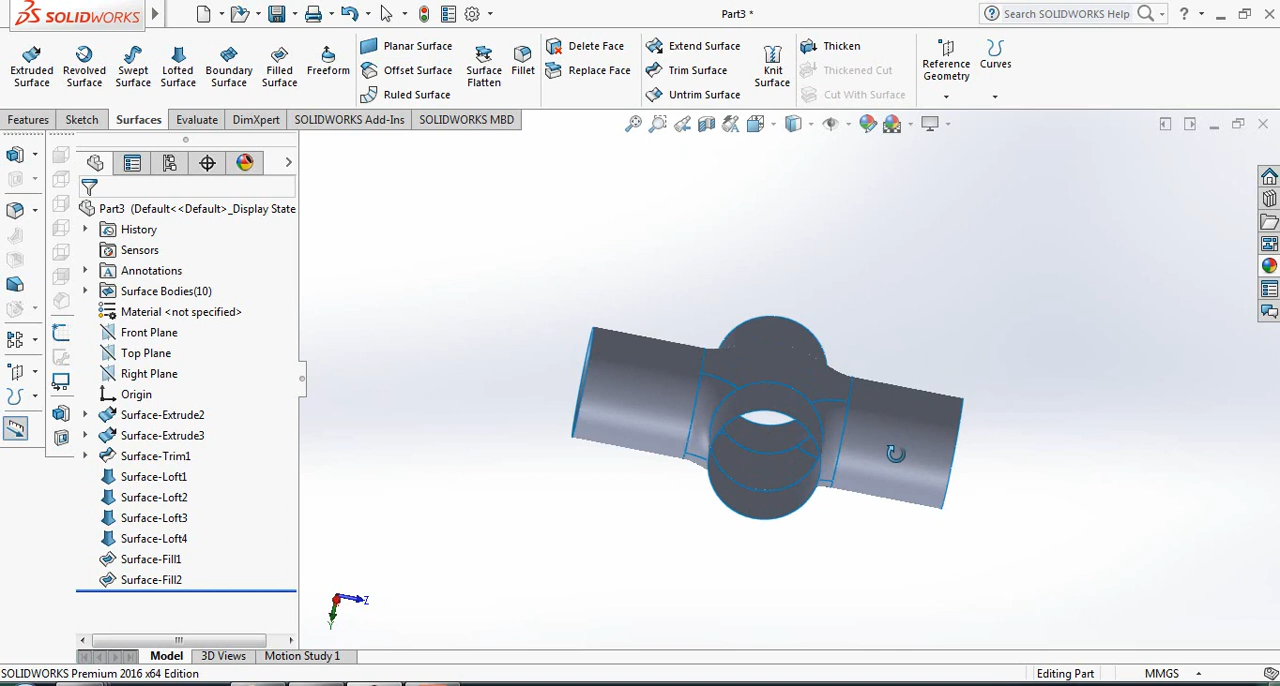 SOLIDWORKS
Part3 *
Search SOLIDWORKS Help
?
Extruded Surface
Revolved Surface
Swept Surface
Lofted Surface
Boundary Surface
Filled Surface
Freeform
Planar Surface
Offset Surface
Ruled Surface
Surface Flatten
Fillet
Delete Face
Replace Face
Extend Surface
Trim Surface
Untrim Surface
Knit Surface
Thicken
Thickened Cut
Cut With Surface
Reference Geometry
Curves
Features Sketch Surfaces Evaluate DimXpert SOLIDWORKS Add-Ins SOLIDWORKS MBD
Part3 (Default<<Default>_Display State
History
Sensors
Annotations
Surface Bodies(10)
Material <not specified>
Front Plane
Top Plane
Right Plane
Origin
Surface-Extrude2
Surface-Extrude3
Surface-Trim1
Surface-Loft1
Surface-Loft2
Surface-Loft3
Surface-Loft4
Surface-Fill1
Surface-Fill2
Z
Y
Model 3D Views Motion Study 1
SOLIDWORKS Premium 2016 x64 Edition Editing Part MMGS